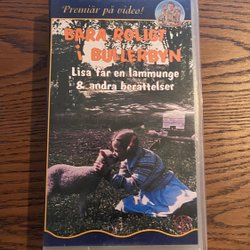 Premiär på video!
BARA ROLIGT
i BULLERBYN
Lisa får en lammunge
& andra berättelser